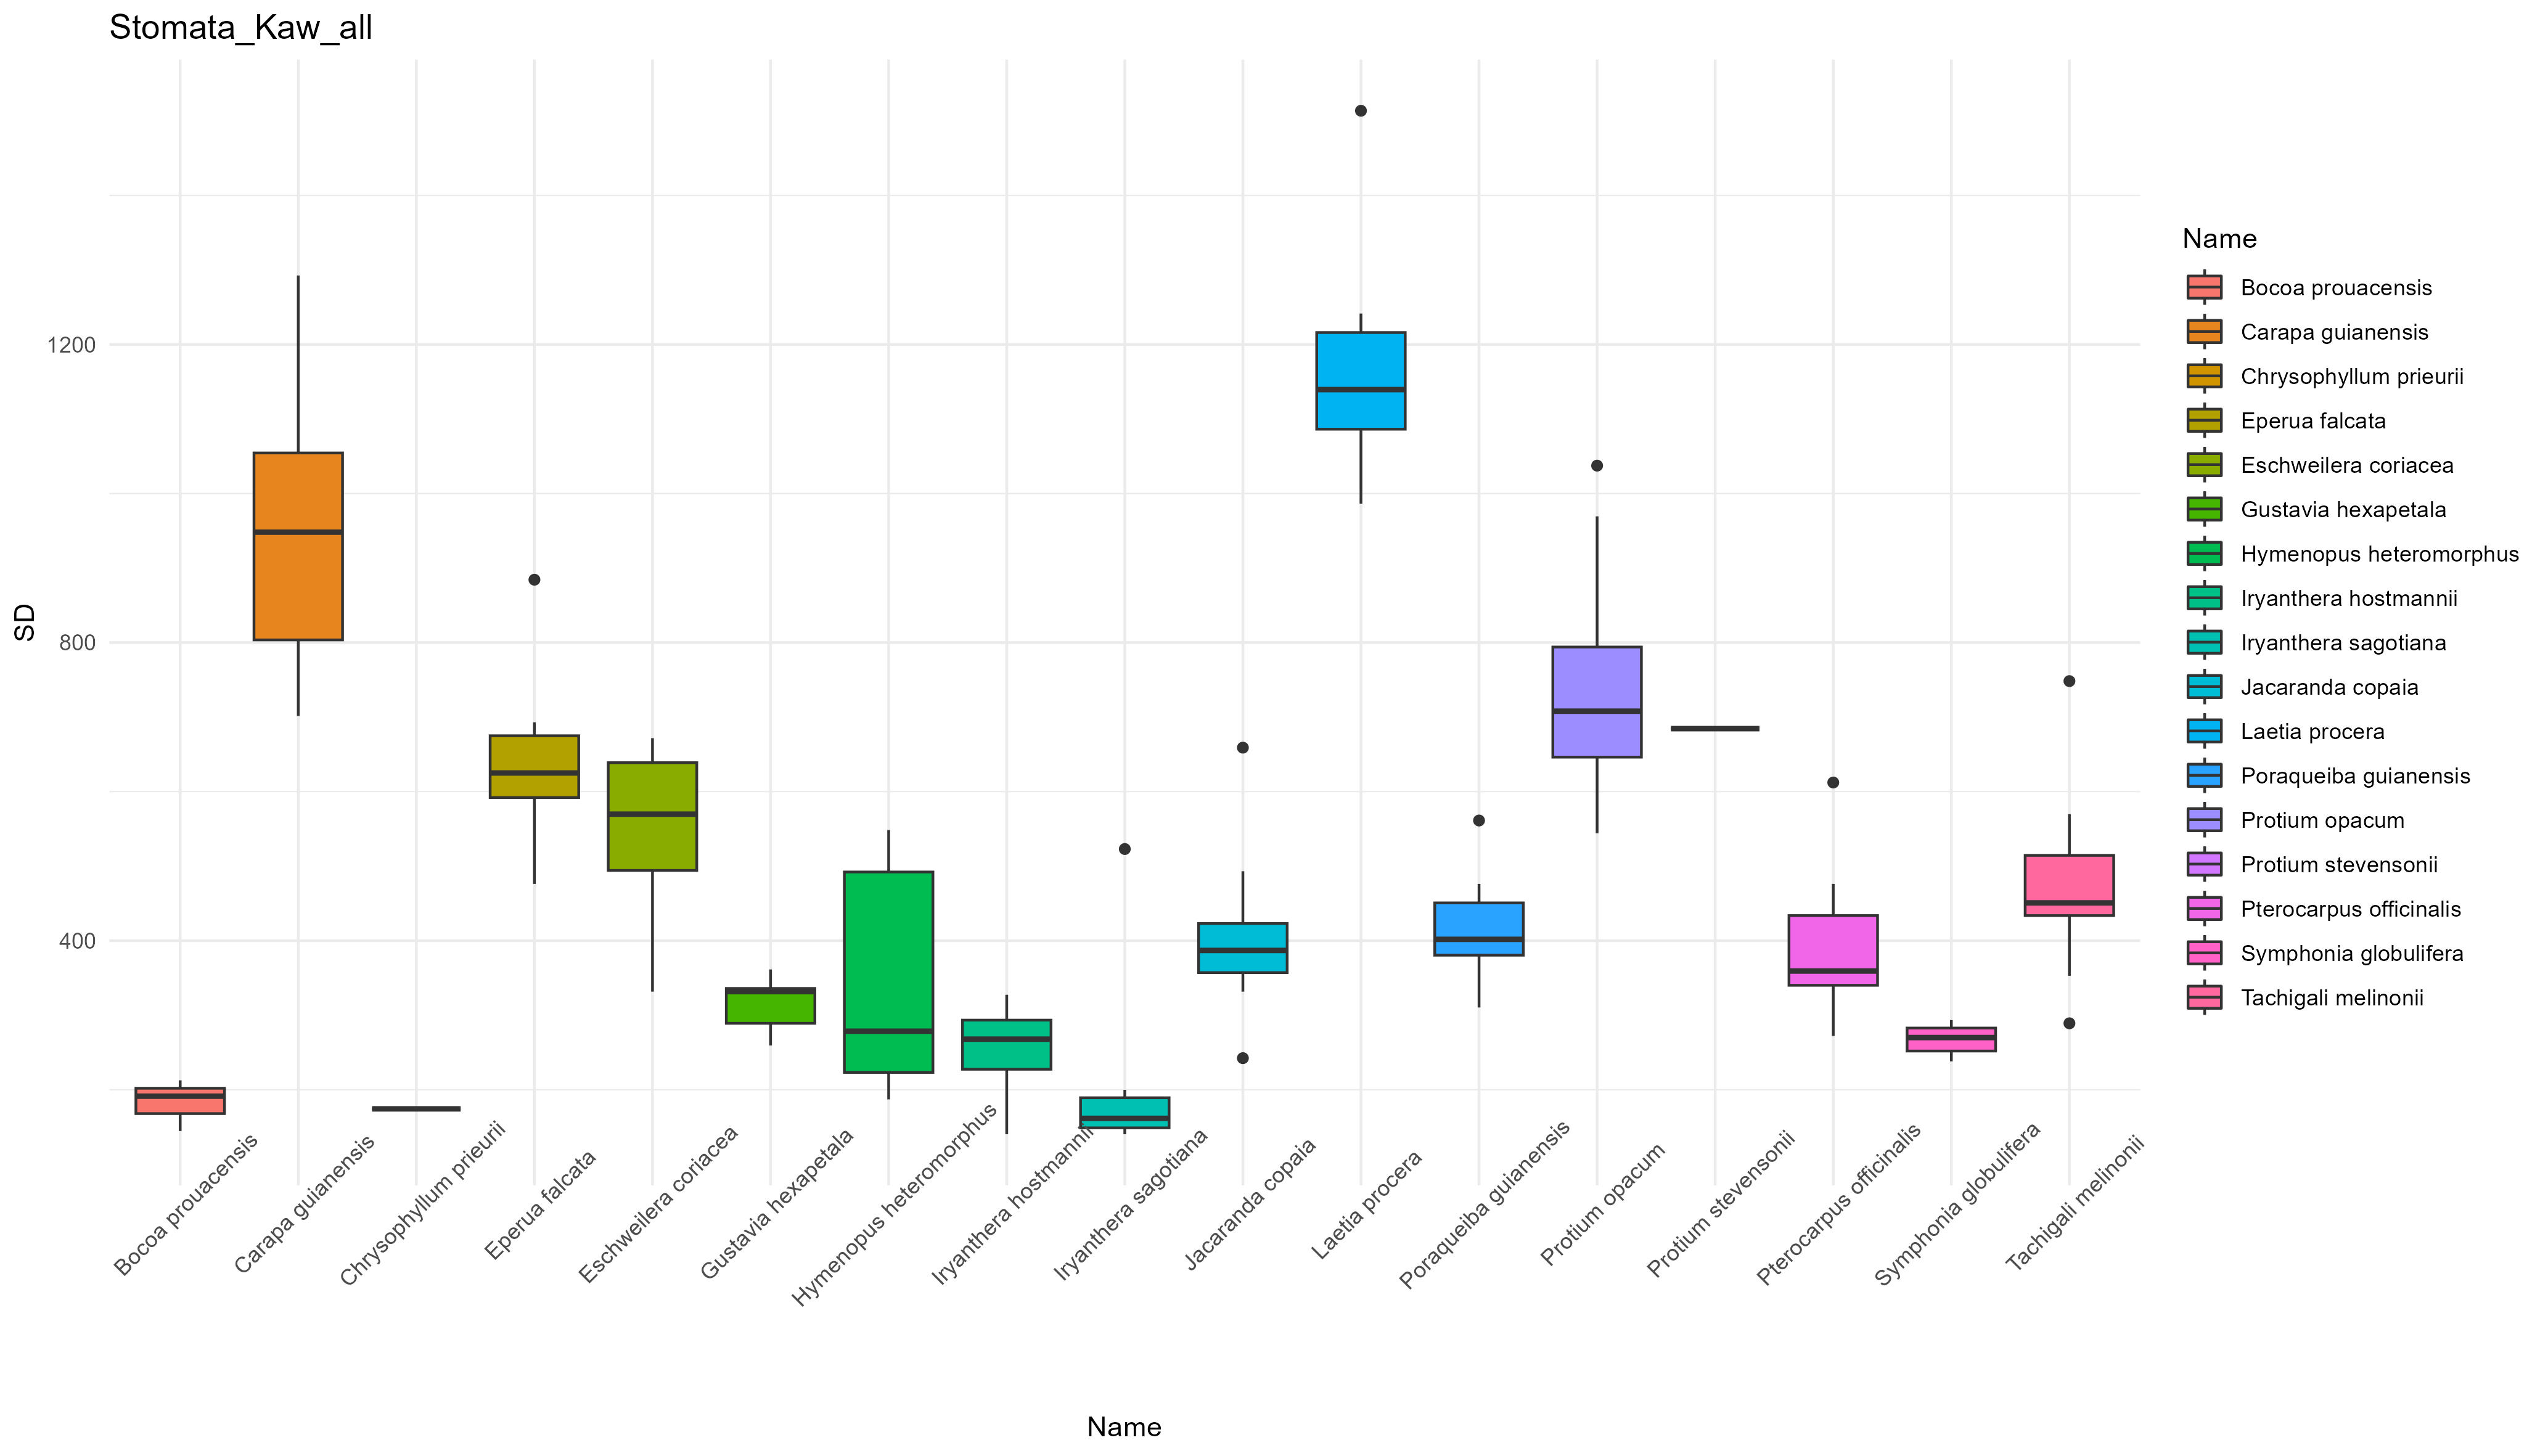 Stomata_Kaw_all
1200
800
400
SD
Bocoa prouacensis
Carapa guianensis
Chrysophyllum prieurii
Eperua falcata
Eschweilera coriacea
Gustavia hexapetala
Hymenopus heteromorphus
Iryanthera hostmannii
Iryanthera sagotiana
Jacaranda copaia
Laetia procera
Poraqueiba guianensis
Protium opacum
Protium stevensonii
Pterocarpus officinalis
Symphonia globulifera
Tachigali melinonii
Name
Name
Bocoa prouacensis
Carapa guianensis
Chrysophyllum prieurii
Eperua falcata
Eschweilera coriacea
Gustavia hexapetala
Hymenopus heteromorphus
Iryanthera hostmannii
Iryanthera sagotiana
Jacaranda copaia
Laetia procera
Poraqueiba guianensis
Protium opacum
Protium stevensonii
Pterocarpus officinalis
Symphonia globulifera
Tachigali melinonii